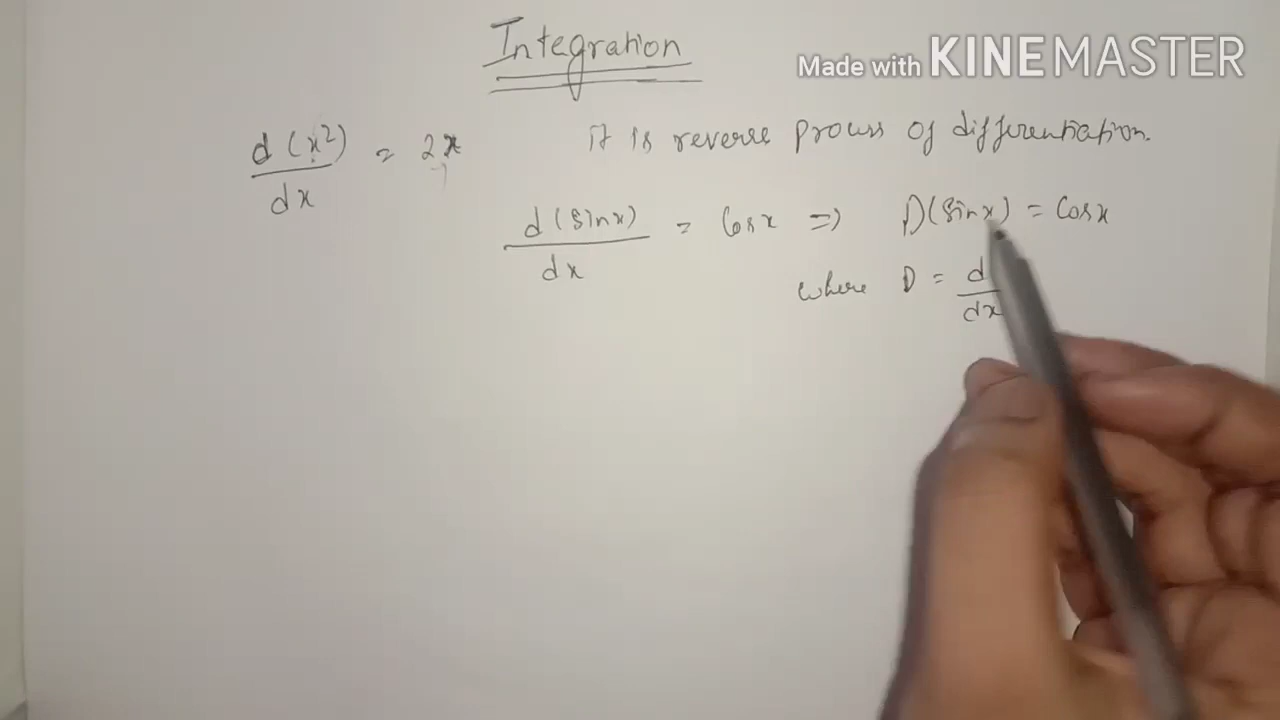 Integration
Made with KINEMASTER
d (x²) / dx = 2x
it is reverse process of differentiation.
d (sinx) / dx = Cosx => D(sinx) = Cosx
where D = d / dx